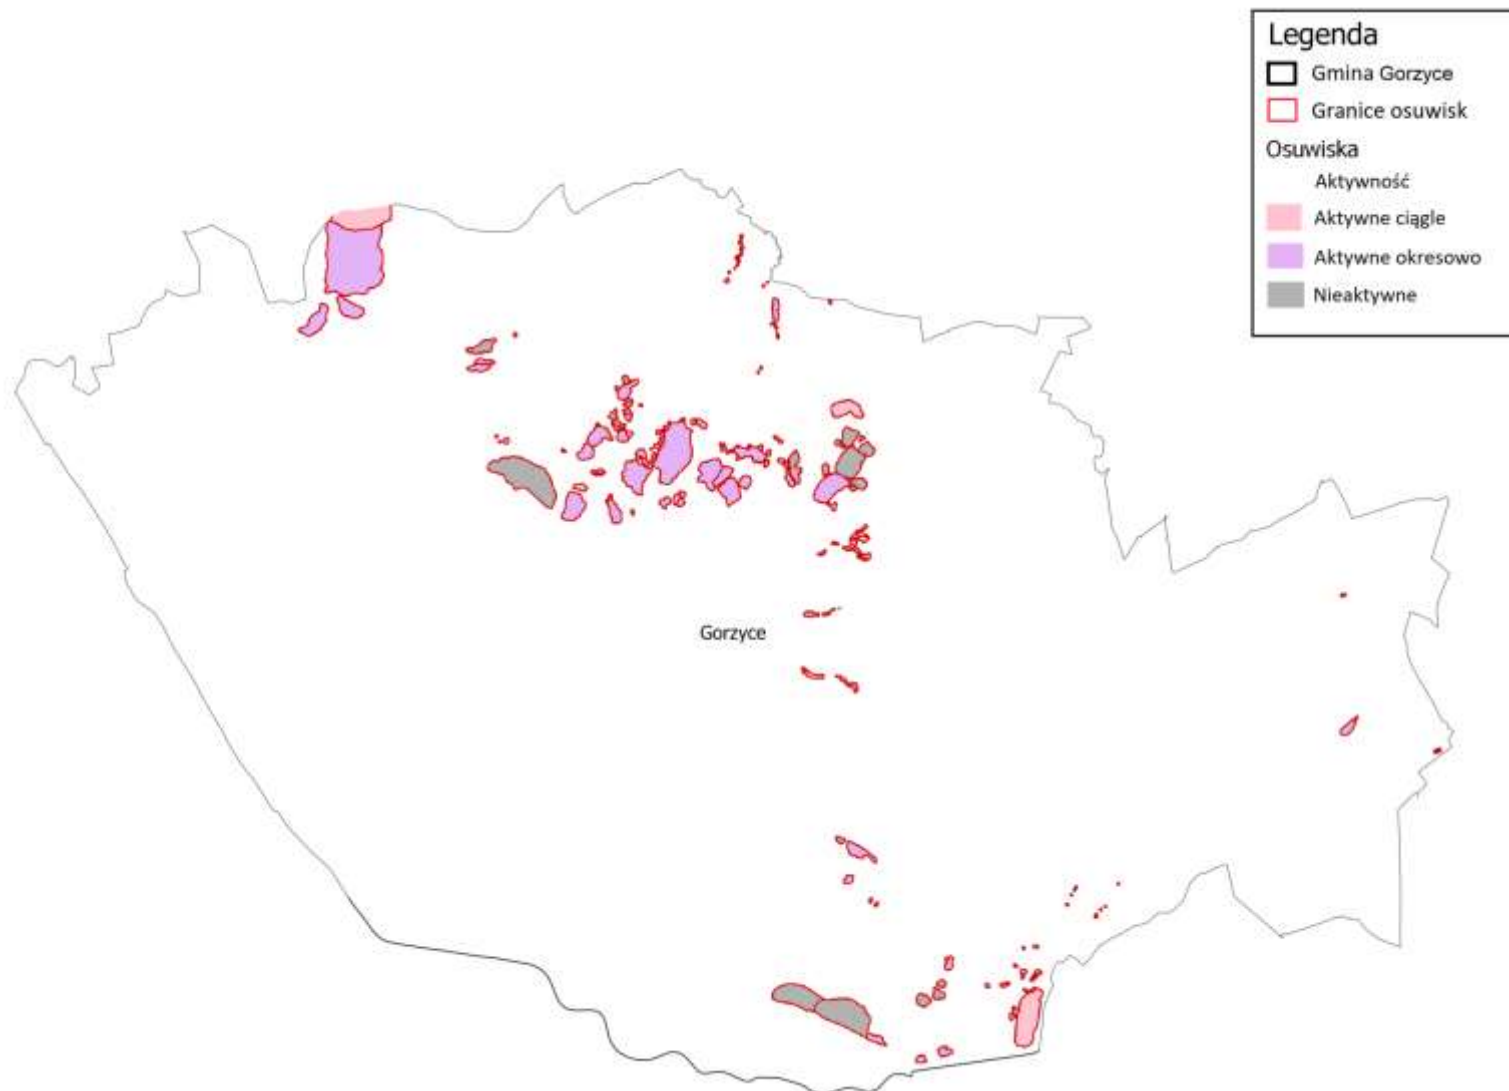 Legenda
Gmina Gorzyce
Granice osuwisk
Osuwiska
Aktywność
Aktywne ciągle
Aktywne okresowo
Nieaktywne
Gorzyce